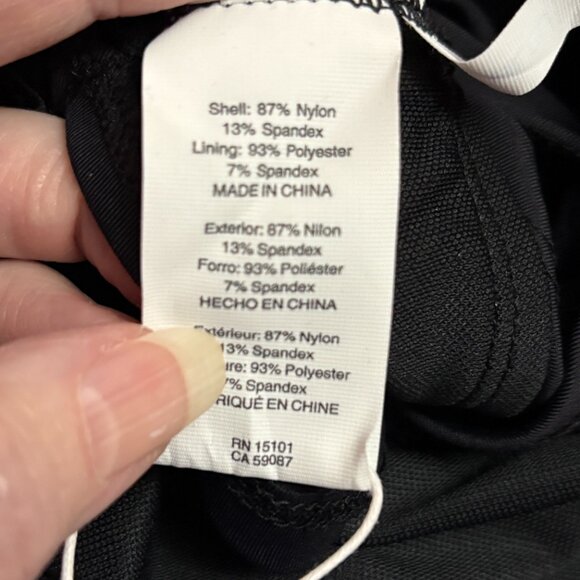 Shell: 87% Nylon
13% Spandex
Lining: 93% Polyester
7% Spandex
MADE IN CHINA
Exterior: 87% Nilon
13% Spandex
Forro: 93% Poliéster
7% Spandex
HECHO EN CHINA
Extérieur: 87% Nylon
13% Spandex
93% Polyester
7% Spandex
EN CHINE
RN 15101
CA 59087